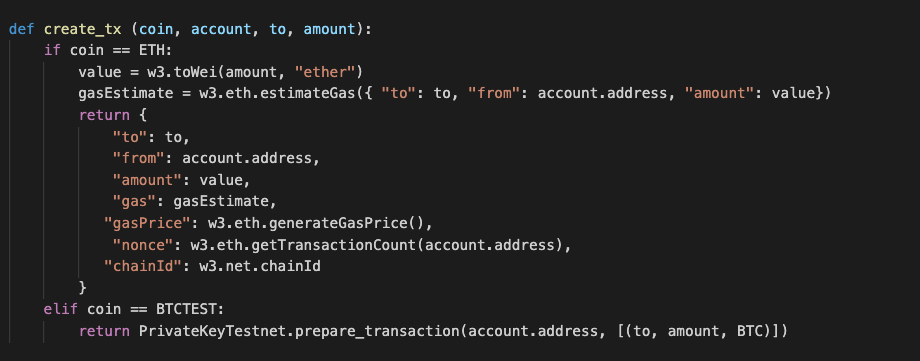 def create_tx (coin, account, to, amount):
    if coin == ETH:
        value = w3.toWei(amount, "ether")
        gasEstimate = w3.eth.estimateGas({ "to": to, "from": account.address, "amount": value})
        return {
            "to": to,
            "from": account.address,
            "amount": value,
            "gas": gasEstimate,
           "gasPrice": w3.eth.generateGasPrice(),
            "nonce": w3.eth.getTransactionCount(account.address),
           "chainId": w3.net.chainId
        }
    elif coin == BTCTEST:
        return PrivateKeyTestnet.prepare_transaction(account.address, [(to, amount, BTC)])